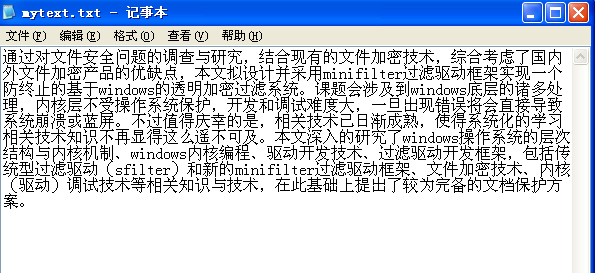 mytext.txt - 记事本
文件(F) 编辑(E) 格式(O) 查看(V) 帮助(H)
通过对文件安全问题的调查与研究，结合现有的文件加密技术，综合考虑了国内
外文件加密产品的优缺点，本文拟设计并采用minifilter过滤驱动框架实现一个
防终止的基于windows的透明加密过滤系统。课题会涉及到windows底层的诸多处
理，内核层不受操作系统保护，开发和调试难度大，一旦出现错误将会直接导致
系统崩溃或蓝屏。不过值得庆幸的是，相关技术已日渐成熟，使得系统化的学习
相关技术知识不再显得这么遥不可及。本文深入的研究了windows操作系统的层次
结构与内核机制、windows内核编程、驱动开发技术、过滤驱动开发框架，包括传
统型过滤驱动（sfilter）和新的minifilter过滤驱动框架、文件加密技术、内核
（驱动）调试技术等相关知识与技术，在此基础上提出了较为完备的文档保护方
案。